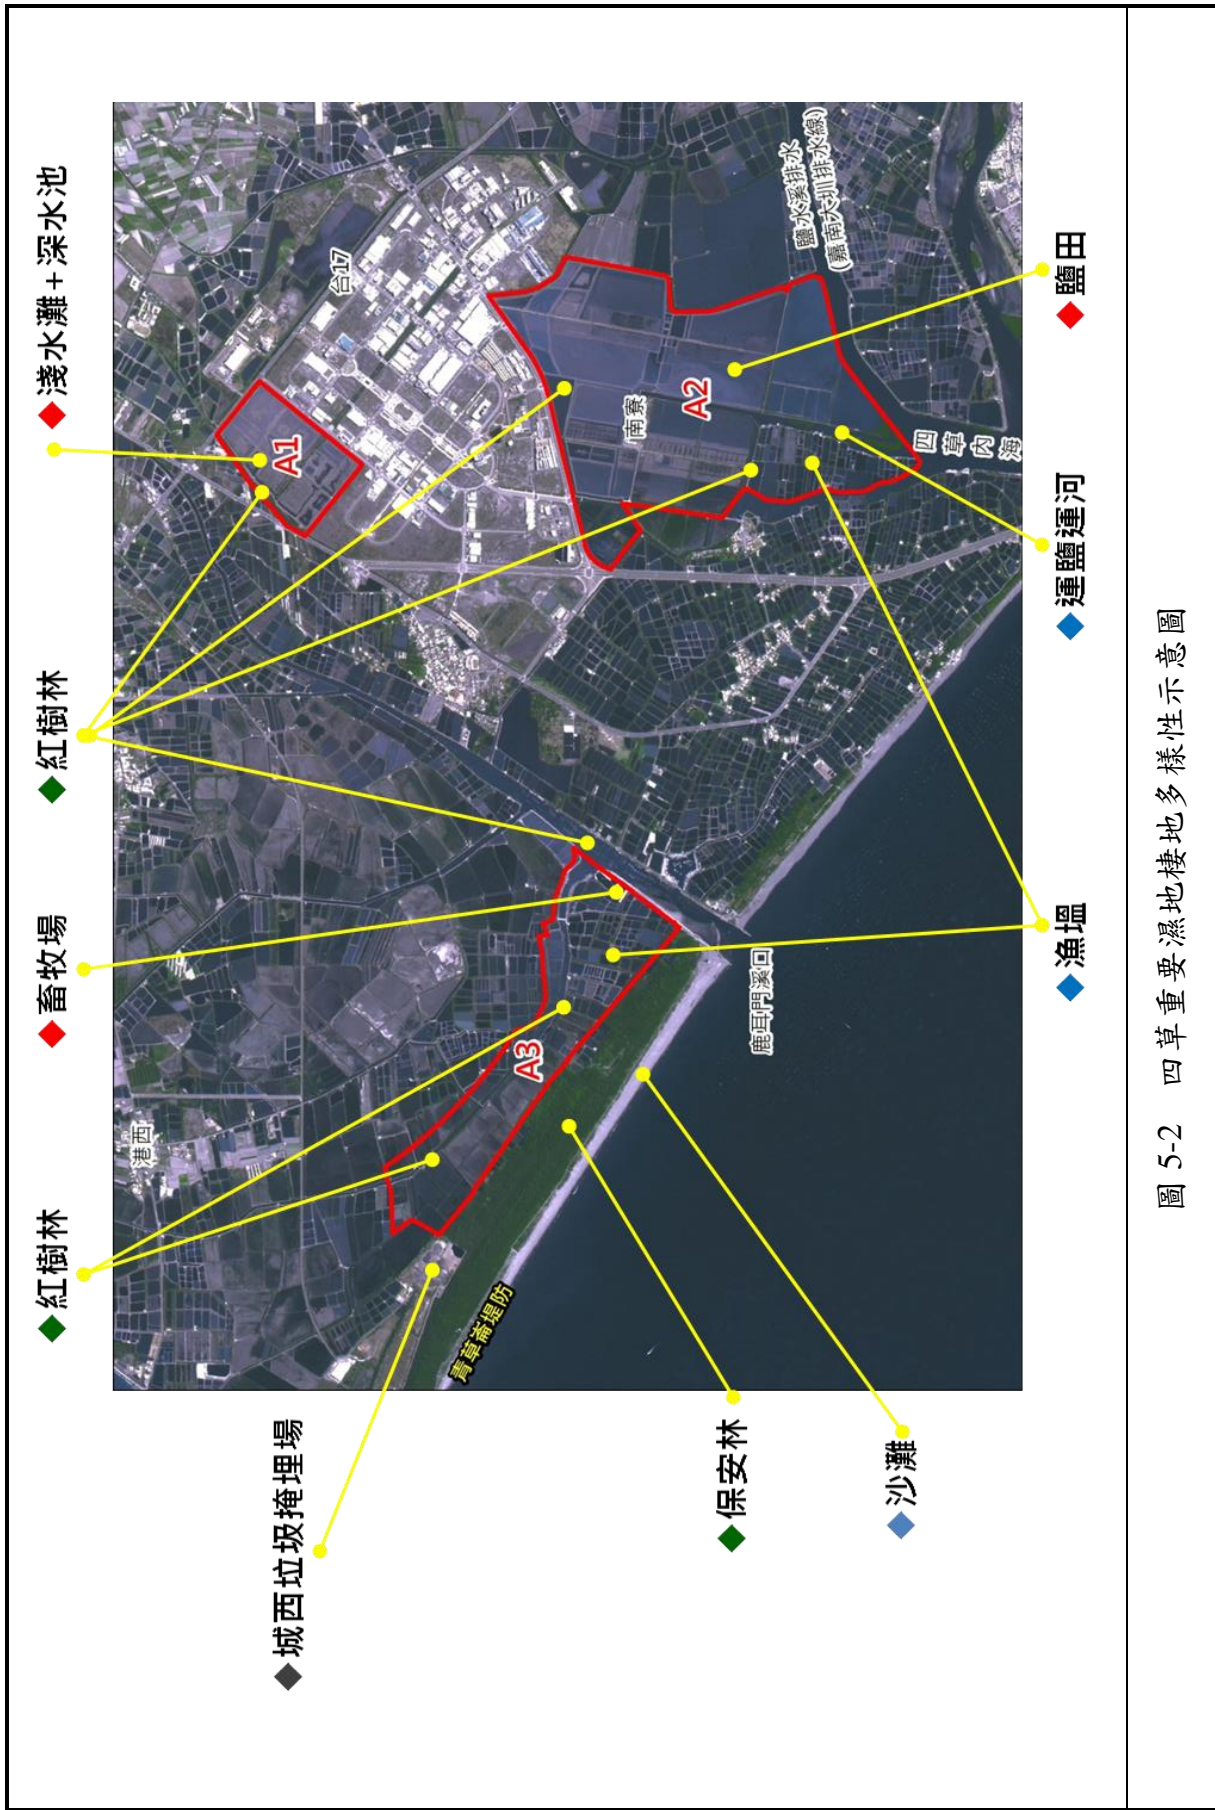 ◆紅樹林
◆畜牧場
◆紅樹林
◆淺水灘+深水池
◆城西垃圾掩埋場
港西
台17
A1
A3
A2
南寮
鹽水溪排水
(嘉南大圳排水線)
四草內海
鹿耳門溪口
青草崙堤防
◆保安林
◆沙灘
◆漁塭
◆運鹽運河
◆鹽田
圖 5-2 四草重要濕地棲地多樣性示意圖